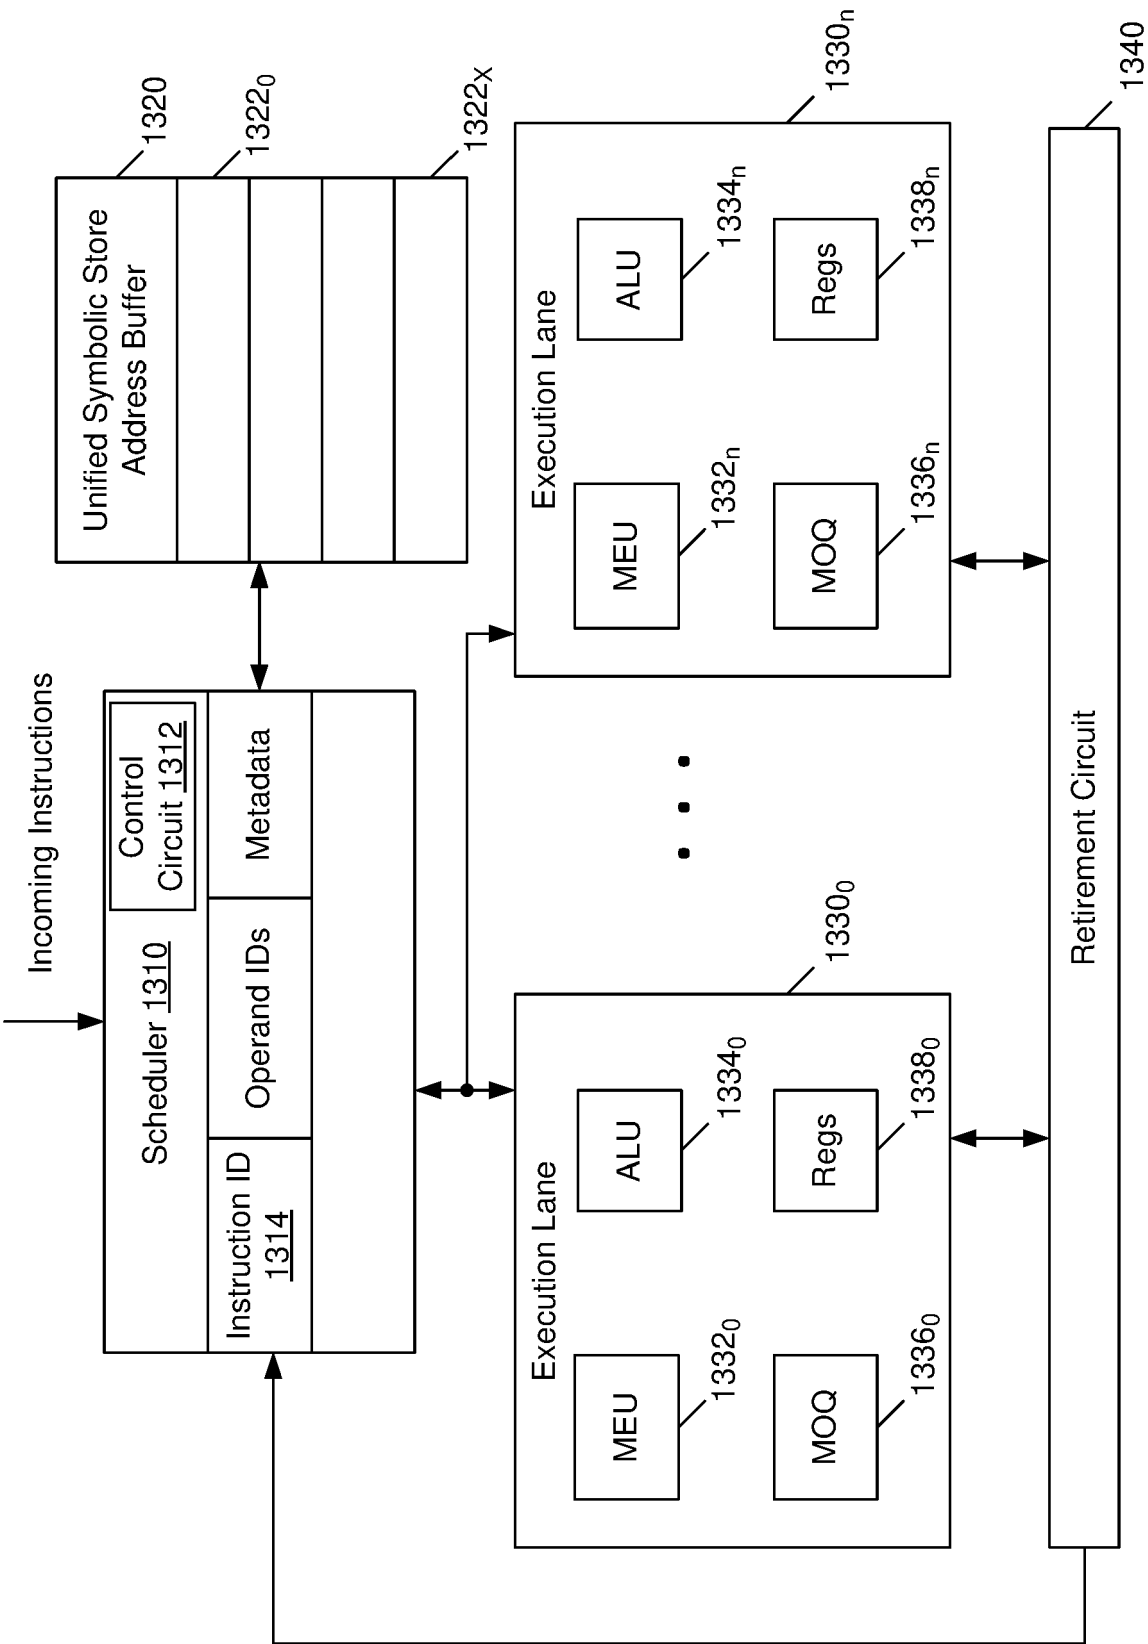 Incoming Instructions
Scheduler 1310
Control
Circuit 1312
Instruction ID
1314
Operand IDs
Metadata
Unified Symbolic Store
Address Buffer
1320
1322₀
1322ₓ
Execution Lane
MEU
1332₀
ALU
1334₀
MOQ
1336₀
Regs
1338₀
1330₀
Execution Lane
MEU
1332ₙ
ALU
1334ₙ
MOQ
1336ₙ
Regs
1338ₙ
1330ₙ
Retirement Circuit
1340